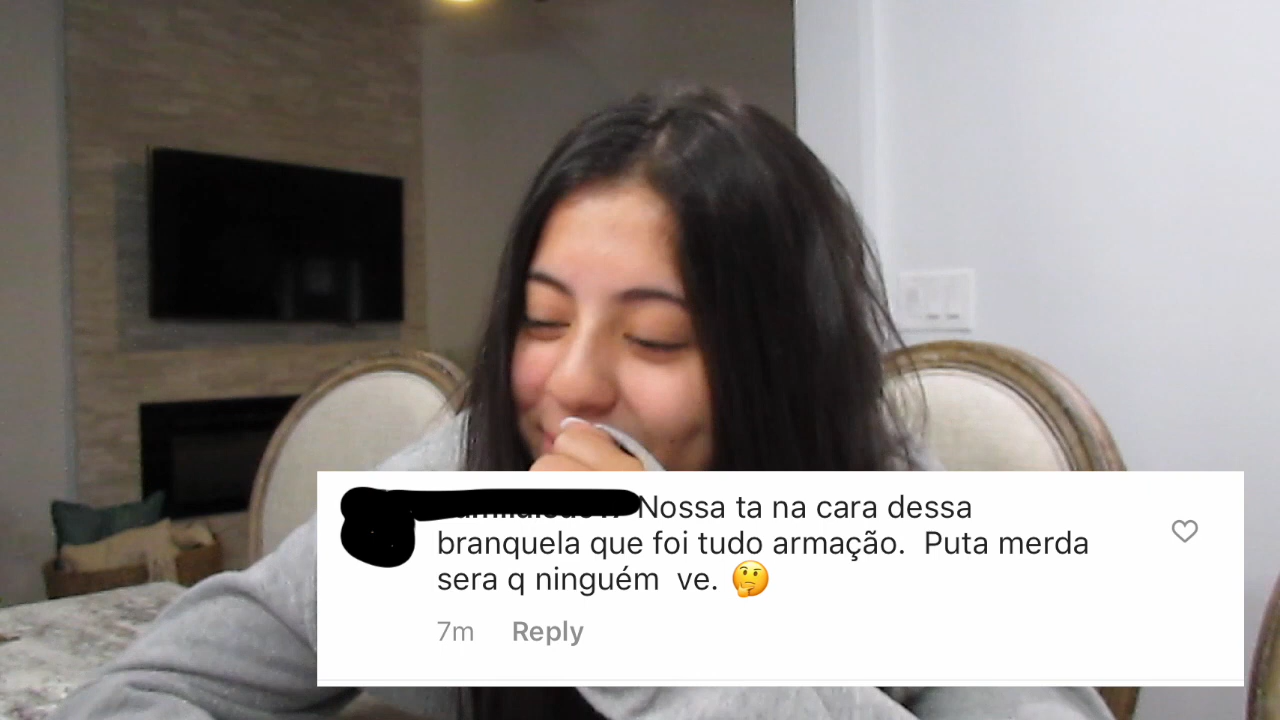 Nossa ta na cara dessa
branquela que foi tudo armação.  Puta merda
sera q ninguém  ve. 🤔
7m Reply